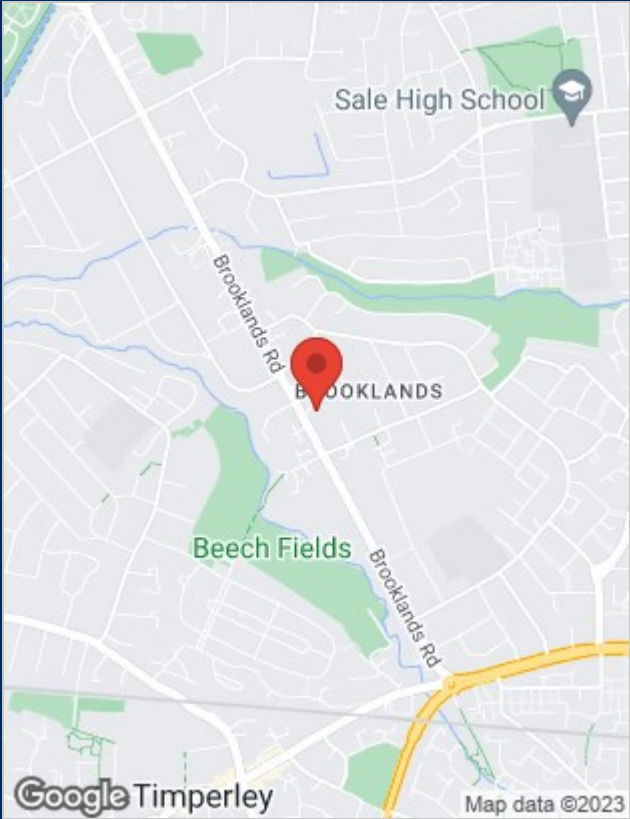 Sale High School
Brooklands Rd
BROOKLANDS
Beech Fields
Brooklands Rd
Google
Timperley
Map data ©2023